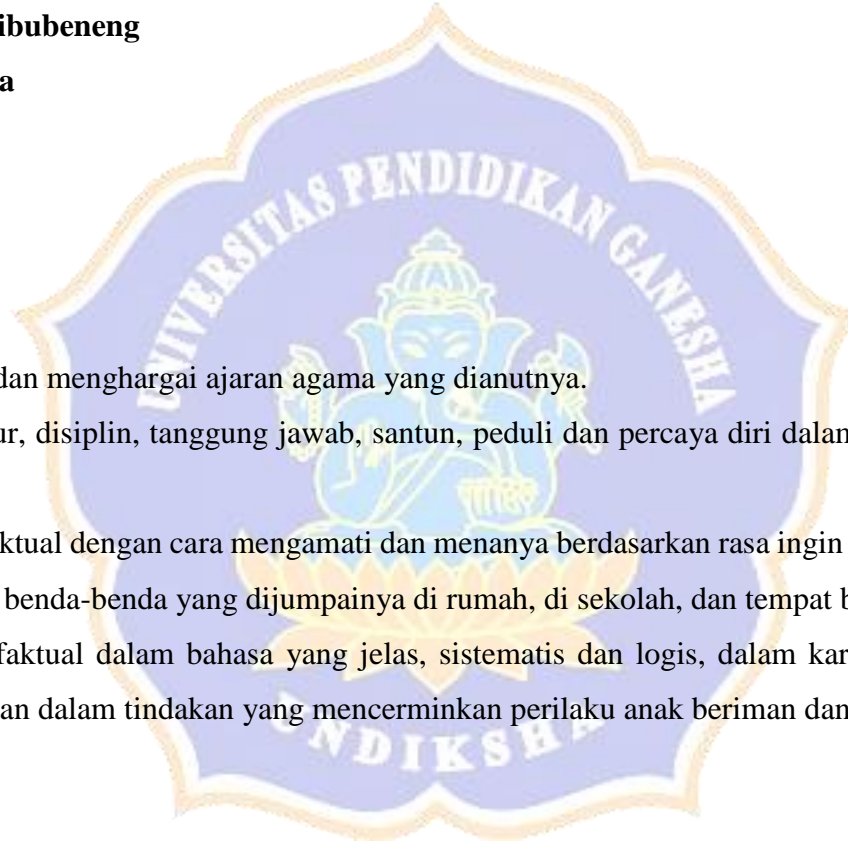 ibubeneng
a
UNIVERSITAS PENDIDIKAN GANESHA
dan menghargai ajaran agama yang dianutnya.
ur, disiplin, tanggung jawab, santun, peduli dan percaya diri dalam
ktual dengan cara mengamati dan menanya berdasarkan rasa ingin
benda-benda yang dijumpainya di rumah, di sekolah, dan tempat b
faktual dalam bahasa yang jelas, sistematis dan logis, dalam kar
an dalam tindakan yang mencerminkan perilaku anak beriman dan
UNDIKSHA